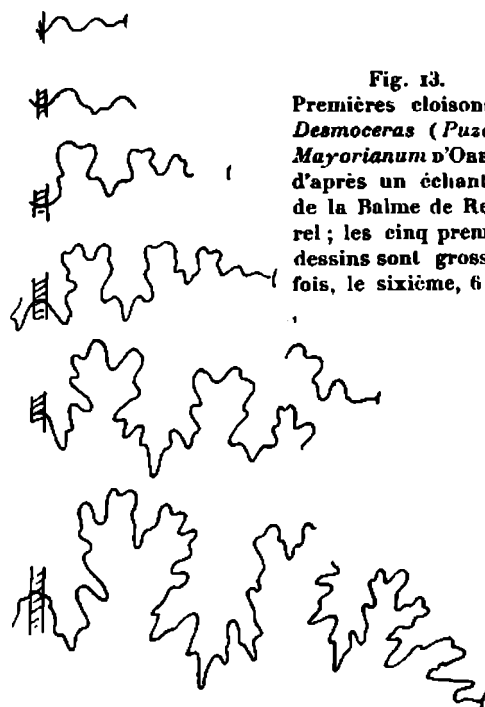 Fig. 13.
Premières cloisons
Desmoceras (Puzo
Mayorianum D'ORB
d'après un échant
de la Balme de Re
rel ; les cinq prem
dessins sont gross
fois, le sixième, 6